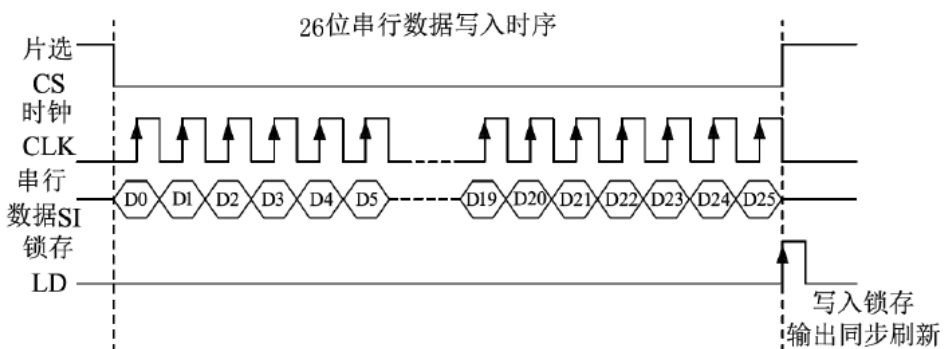 26位串行数据写入时序
片选
CS
时钟
CLK
串行
数据SI
D0 D1 D2 D3 D4 D5 D19 D20 D21 D22 D23 D24 D25
锁存
LD
写入锁存
输出同步刷新